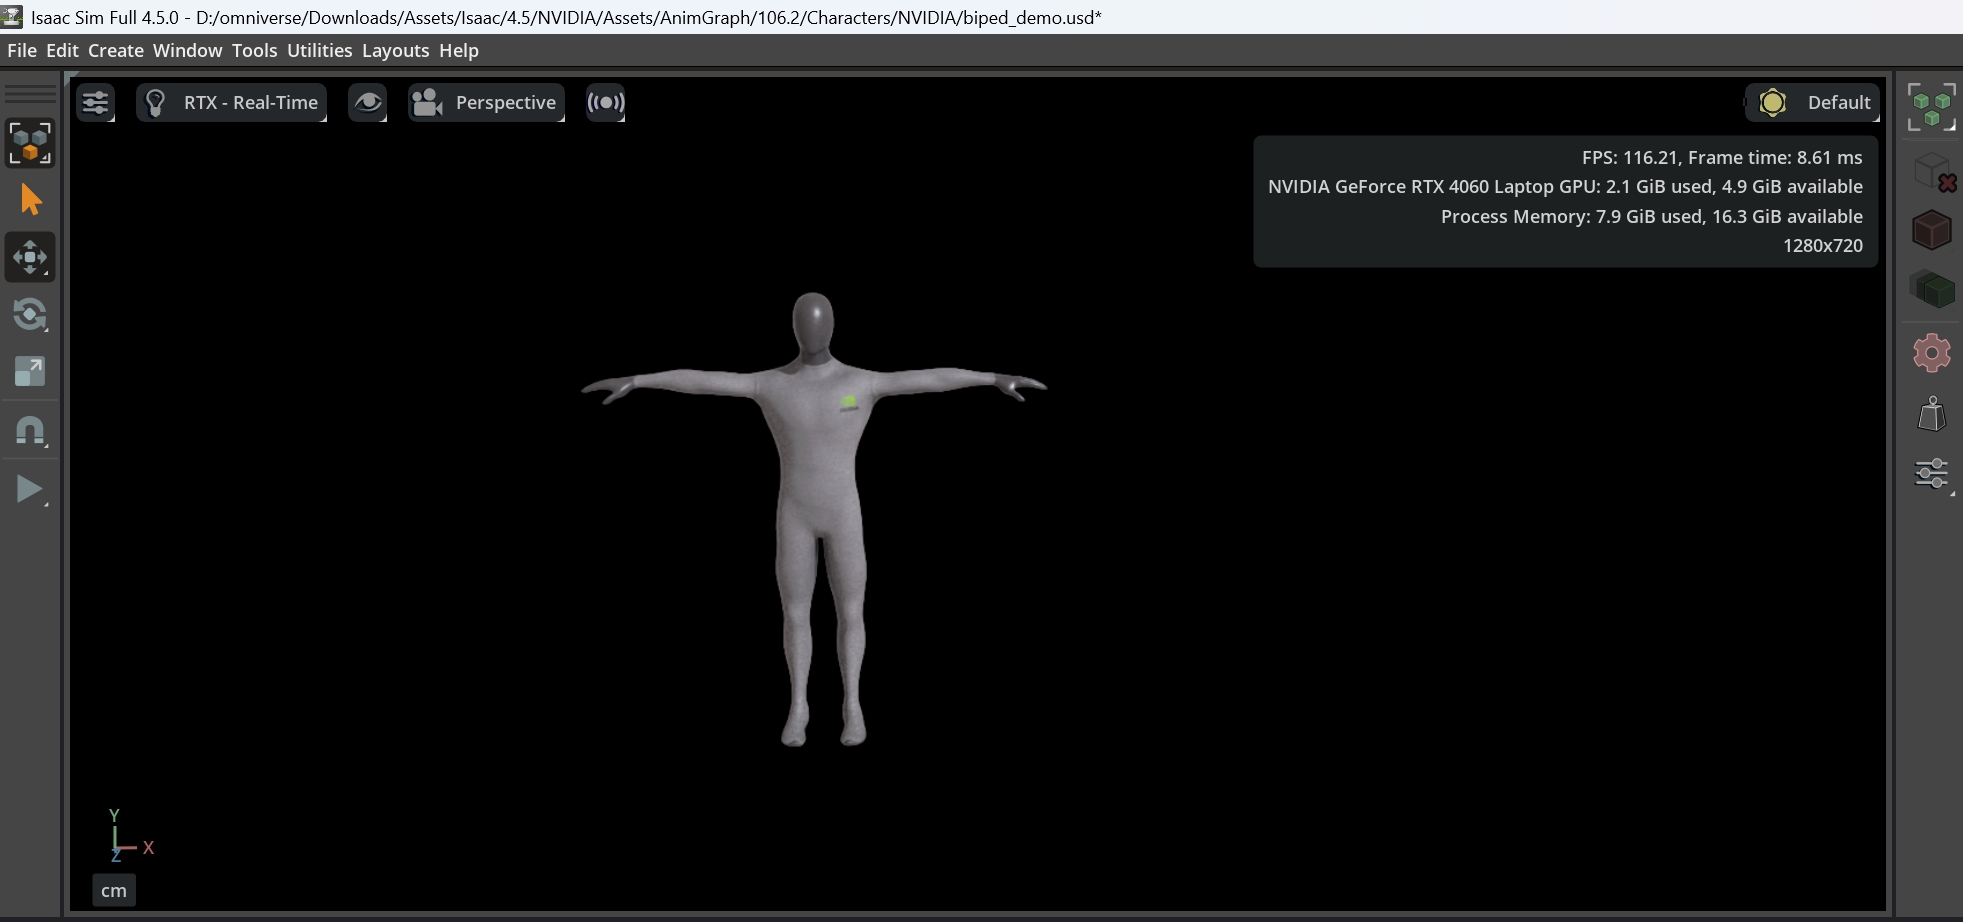 Isaac Sim Full 4.5.0 - D:/omniverse/Downloads/Assets/Isaac/4.5/NVIDIA/Assets/AnimGraph/106.2/Characters/NVIDIA/biped_demo.usd*
File Edit Create Window Tools Utilities Layouts Help
RTX - Real-Time
Perspective
Default
FPS: 116.21, Frame time: 8.61 ms
NVIDIA GeForce RTX 4060 Laptop GPU: 2.1 GiB used, 4.9 GiB available
Process Memory: 7.9 GiB used, 16.3 GiB available
1280x720
Y
X
Z
cm